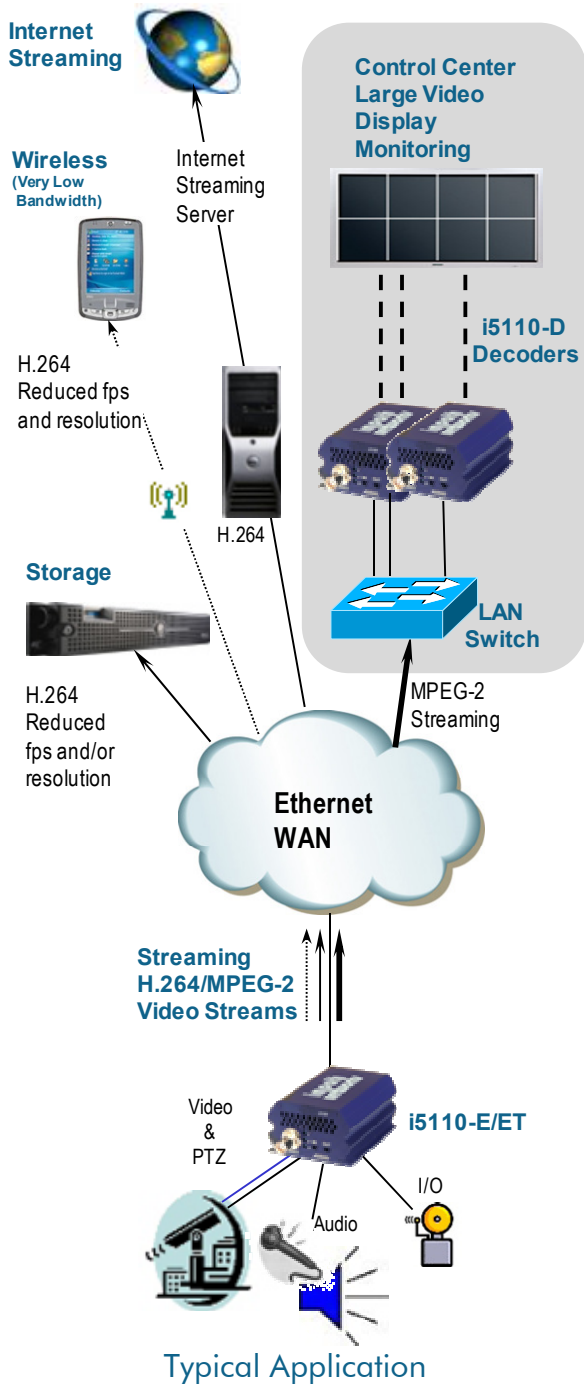 Internet
Streaming
Control Center
Large Video
Display
Monitoring
Wireless
(Very Low
Bandwidth)
Internet
Streaming
Server
i5110-D
Decoders
H.264
Reduced fps
and resolution
H.264
Storage
LAN
Switch
H.264
Reduced
fps and/or
resolution
MPEG-2
Streaming
Ethernet
WAN
Streaming
H.264/MPEG-2
Video Streams
i5110-E/ET
Video
&
PTZ
I/O
Audio
Typical Application